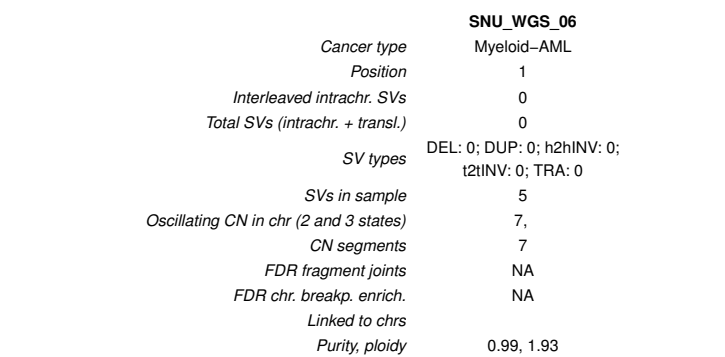 SNU_WGS_06
Cancer type Myeloid−AML
Position 1
Interleaved intrachr. SVs 0
Total SVs (intrachr. + transl.) 0
SV types DEL: 0; DUP: 0; h2hINV: 0;
t2tINV: 0; TRA: 0
SVs in sample 5
Oscillating CN in chr (2 and 3 states) 7,
CN segments 7
FDR fragment joints NA
FDR chr. breakp. enrich. NA
Linked to chrs
Purity, ploidy 0.99, 1.93